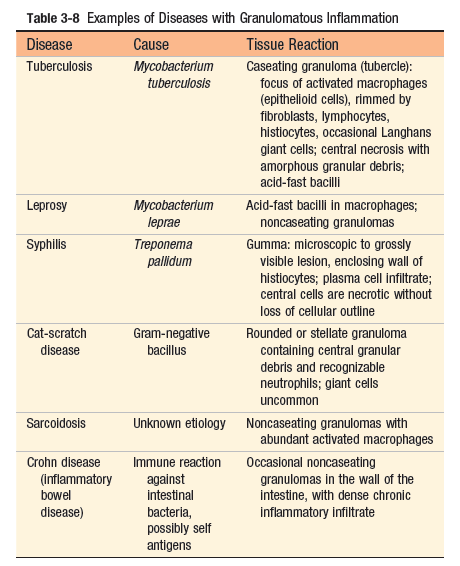 Table 3-8 Examples of Diseases with Granulomatous Inflammation
Disease Cause Tissue Reaction
Tuberculosis Mycobacterium tuberculosis Caseating granuloma (tubercle):
focus of activated macrophages
(epithelioid cells), rimmed by
fibroblasts, lymphocytes,
histiocytes, occasional Langhans
giant cells; central necrosis with
amorphous granular debris;
acid-fast bacilli
Leprosy Mycobacterium leprae Acid-fast bacilli in macrophages;
noncaseating granulomas
Syphilis Treponema pallidum Gumma: microscopic to grossly
visible lesion, enclosing wall of
histiocytes; plasma cell infiltrate;
central cells are necrotic without
loss of cellular outline
Cat-scratch disease Gram-negative bacillus Rounded or stellate granuloma
containing central granular
debris and recognizable
neutrophils; giant cells
uncommon
Sarcoidosis Unknown etiology Noncaseating granulomas with
abundant activated macrophages
Crohn disease (inflammatory bowel disease) Immune reaction against intestinal bacteria, possibly self antigens Occasional noncaseating
granulomas in the wall of the
intestine, with dense chronic
inflammatory infiltrate